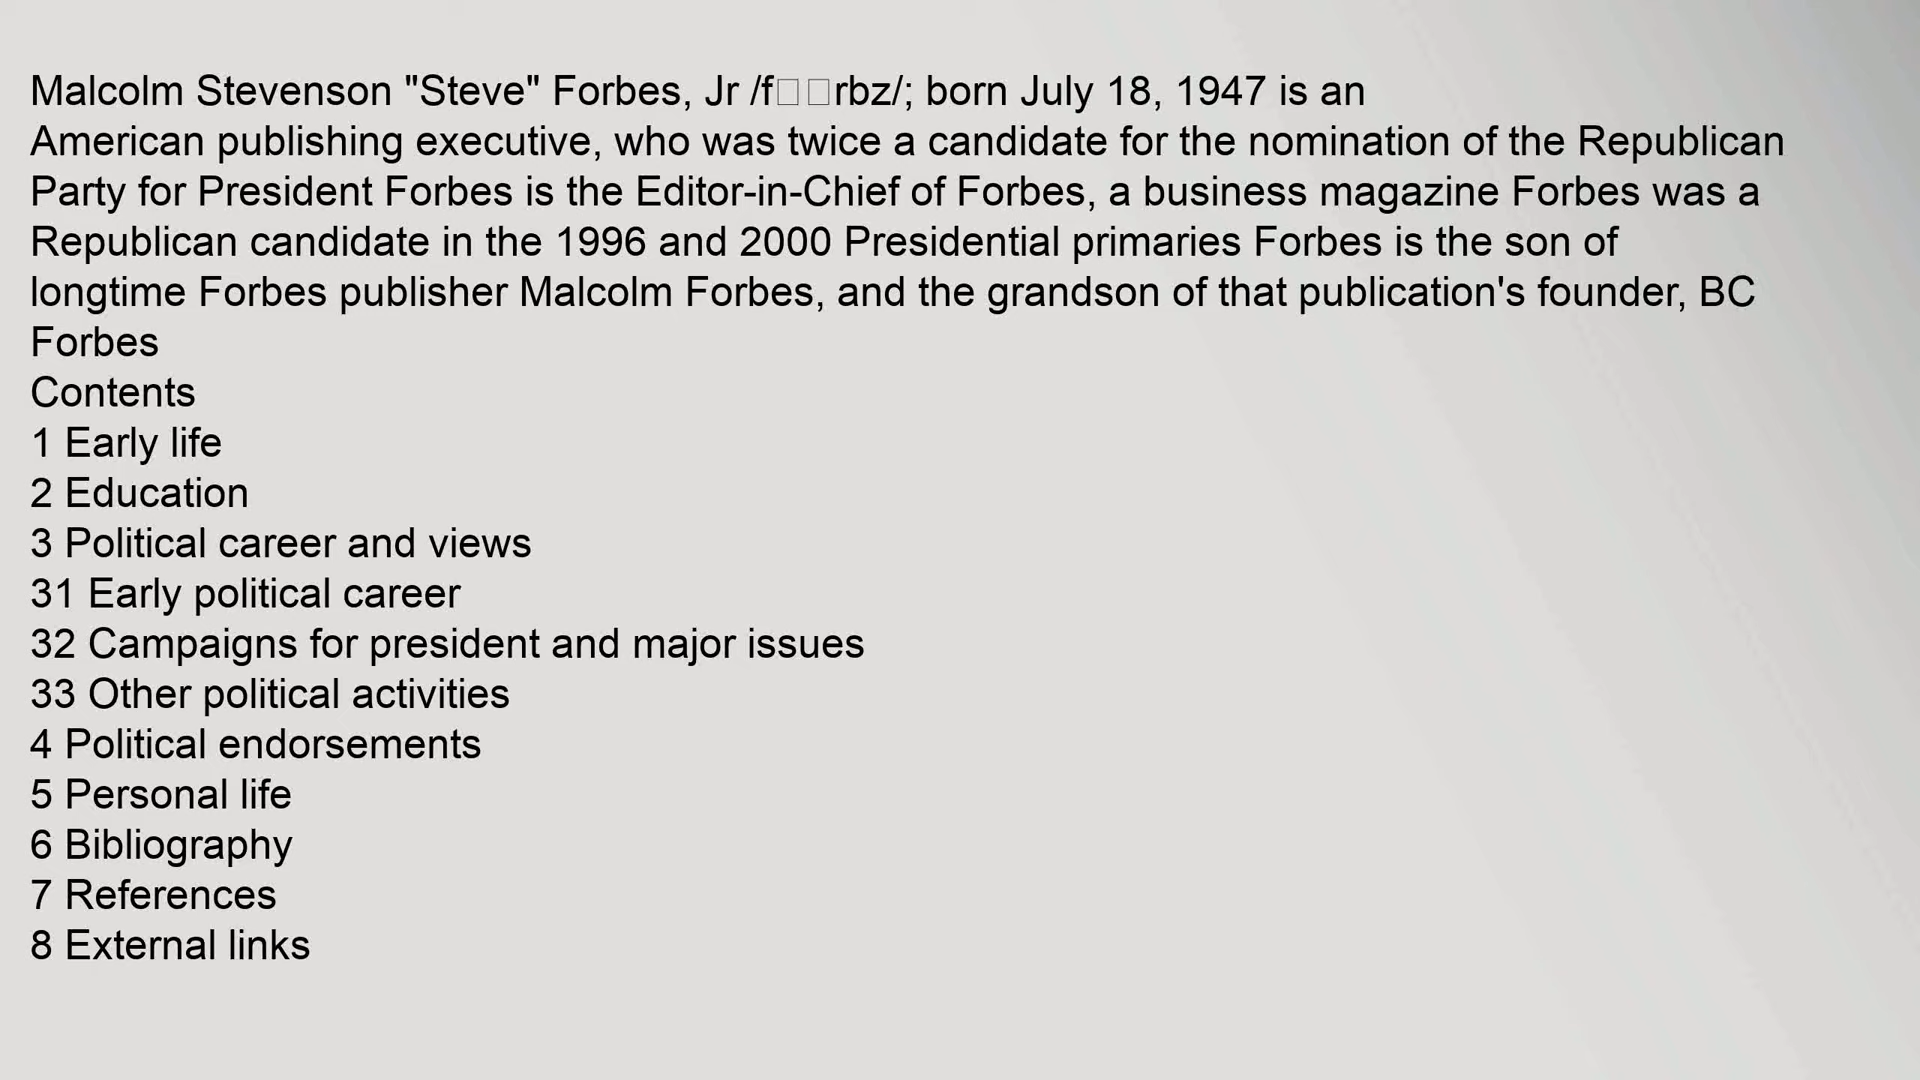 Malcolm Stevenson "Steve" Forbes, Jr /f□□rbz/; born July 18, 1947 is an
American publishing executive, who was twice a candidate for the nomination of the Republican
Party for President Forbes is the Editor-in-Chief of Forbes, a business magazine Forbes was a
Republican candidate in the 1996 and 2000 Presidential primaries Forbes is the son of
longtime Forbes publisher Malcolm Forbes, and the grandson of that publication's founder, BC
Forbes
Contents
1 Early life
2 Education
3 Political career and views
31 Early political career
32 Campaigns for president and major issues
33 Other political activities
4 Political endorsements
5 Personal life
6 Bibliography
7 References
8 External links